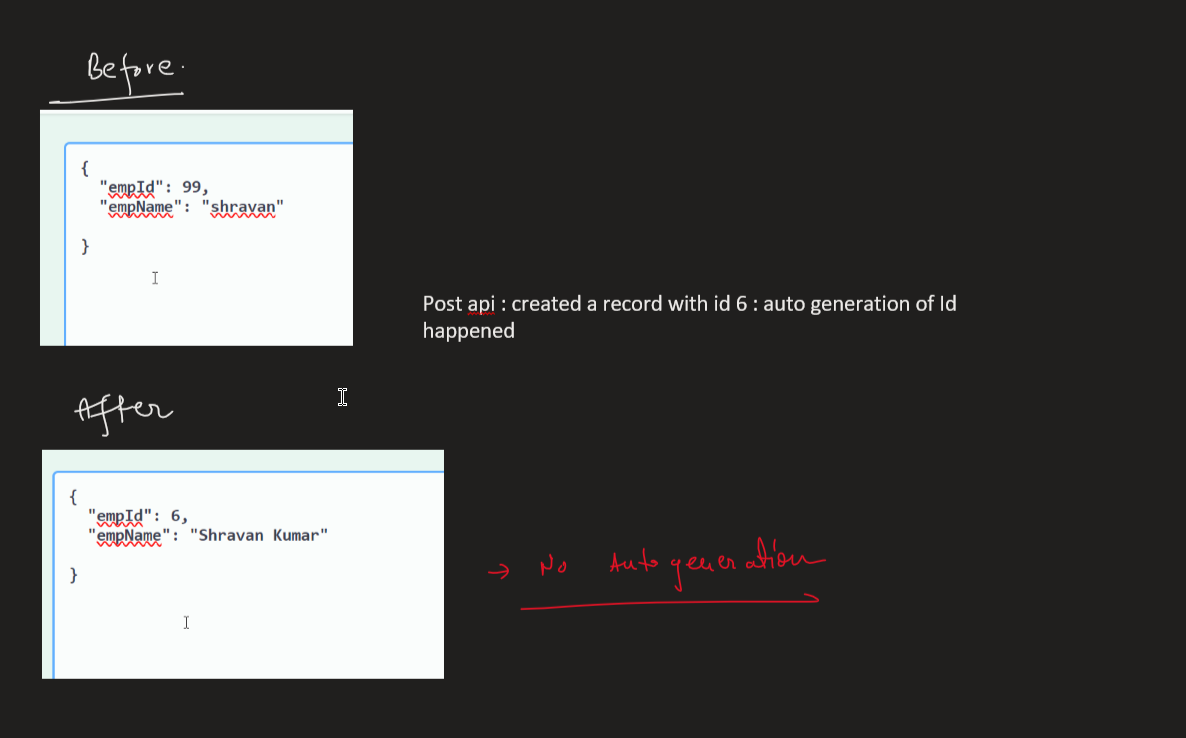 Before.
{
"empId": 99,
"empName": "shravan"
}
Post api : created a record with id 6 : auto generation of Id
happened
After
{
"empId": 6,
"empName": "Shravan Kumar"
}
→ No Auto generation